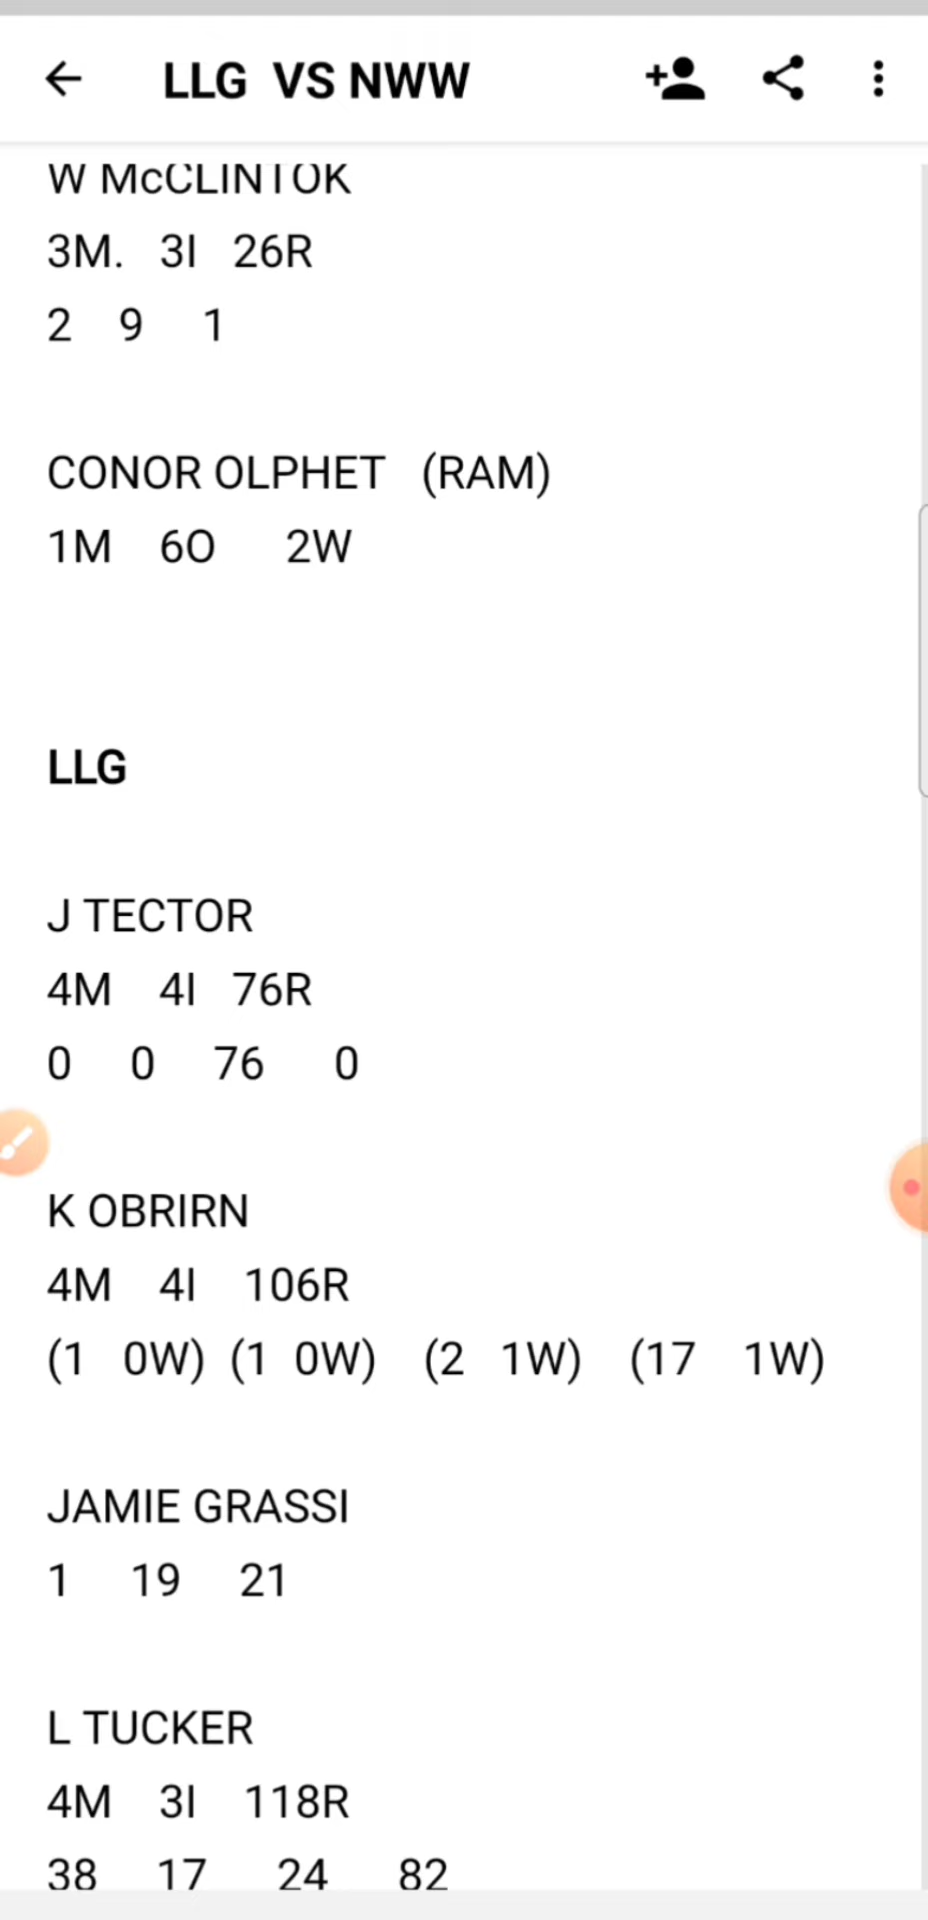 LLG VS NWW
W McCLINTOK
3M. 3I 26R
2 9 1
CONOR OLPHET (RAM)
1M 6O 2W
LLG
J TECTOR
4M 4I 76R
0 0 76 0
K OBRIRN
4M 4I 106R
(1 0W) (1 0W) (2 1W) (17 1W)
JAMIE GRASSI
1 19 21
L TUCKER
4M 3I 118R
38 17 24 82